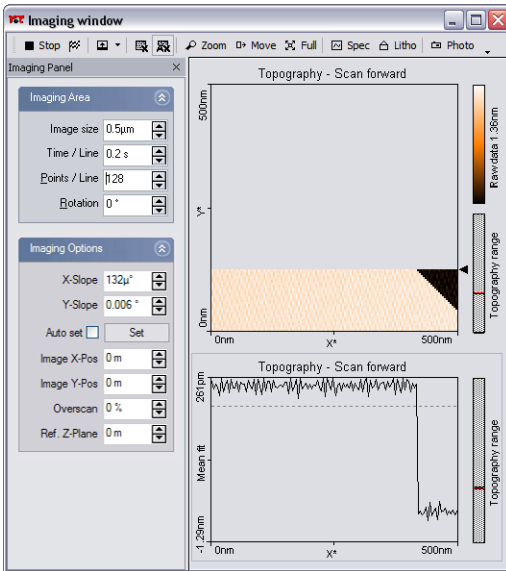 Imaging window
Stop Zoom Move Full Spec Litho Photo
Imaging Panel
Imaging Area
Image size 0.5µm
Time / Line 0.2 s
Points / Line 128
Rotation 0 °
Imaging Options
X-Slope 132µ°
Y-Slope 0.006 °
Auto set Set
Image X-Pos 0 m
Image Y-Pos 0 m
Overscan 0 %
Ref. Z-Plane 0 m
Topography - Scan forward
500nm
Y*
0nm
0nm X* 500nm
Raw data 1.36nm
Topography range
Topography - Scan forward
261pm
Mean fit
-1.29nm
0nm X* 500nm
Topography range